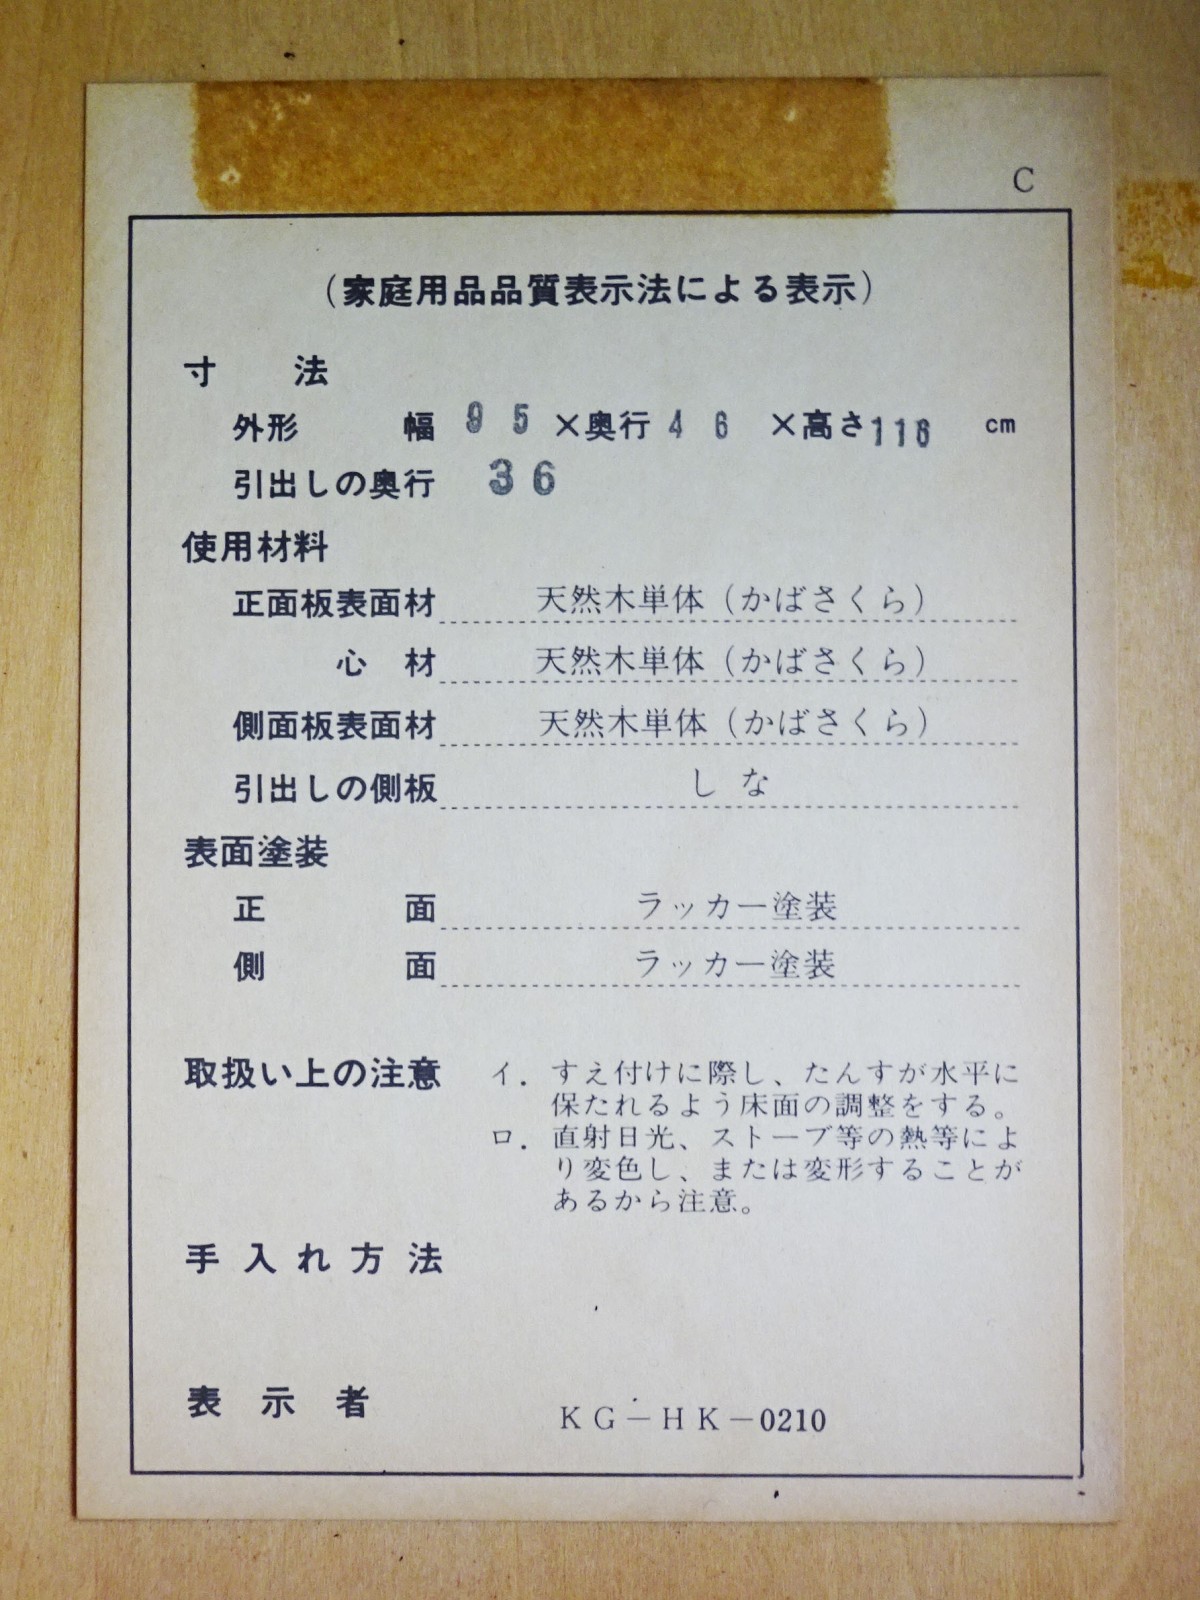 C
（家庭用品品質表示法による表示）
寸　法
外形　幅 95 ×奥行 46 ×高さ116 cm
引出しの奥行 36
使用材料
正面板表面材 天然木単体（かばさくら）
心　材 天然木単体（かばさくら）
側面板表面材 天然木単体（かばさくら）
引出しの側板 しな
表面塗装
正　面 ラッカー塗装
側　面 ラッカー塗装
取扱い上の注意 イ．すえ付けに際し、たんすが水平に
保たれるよう床面の調整をする。
ロ．直射日光、ストーブ等の熱等によ
り変色し、または変形することが
あるから注意。
手入れ方法
表示者 KG－HK－0210